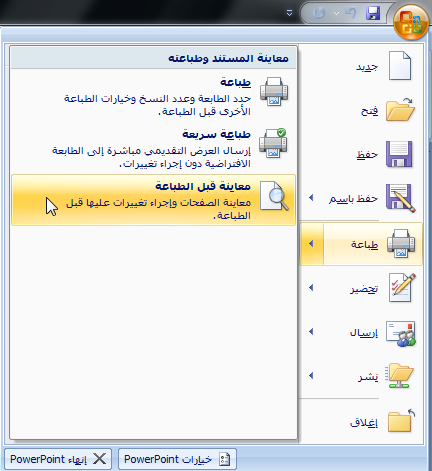 جديد
فتح
حفظ
حفظ باسم
طباعة
تحضير
إرسال
نشر
إغلاق
معاينة المستند وطباعته
طباعة
حدد الطابعة وعدد النسخ وخيارات الطباعة
الأخرى قبل الطباعة.
طباعة سريعة
إرسال العرض التقديمي مباشرة إلى الطابعة
الافتراضية دون إجراء تغييرات.
معاينة قبل الطباعة
معاينة الصفحات وإجراء تغييرات عليها قبل
الطباعة.
خيارات PowerPoint
إنهاء PowerPoint